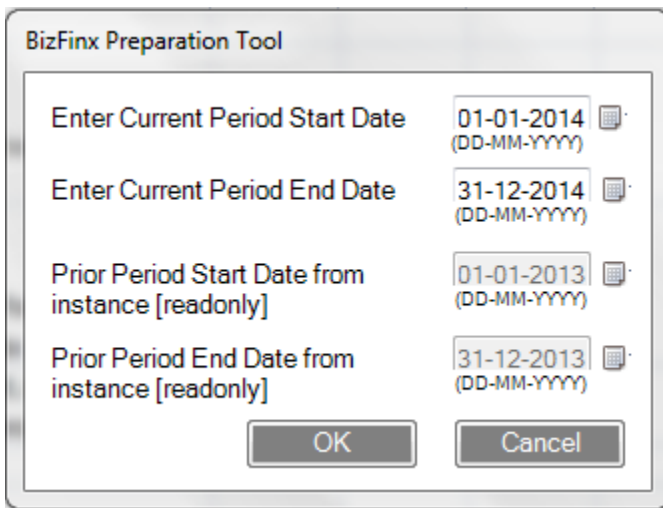 BizFinx Preparation Tool
Enter Current Period Start Date 01-01-2014
(DD-MM-YYYY)
Enter Current Period End Date 31-12-2014
(DD-MM-YYYY)
Prior Period Start Date from 01-01-2013
instance [readonly] (DD-MM-YYYY)
Prior Period End Date from 31-12-2013
instance [readonly] (DD-MM-YYYY)
OK Cancel